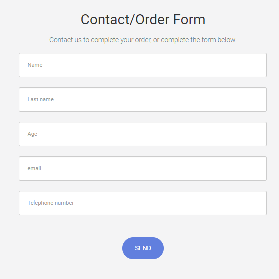 Contact/Order Form
Contact us to complete your order or complete the form below
Name
Last name
Age
email
Telephone number
SEND